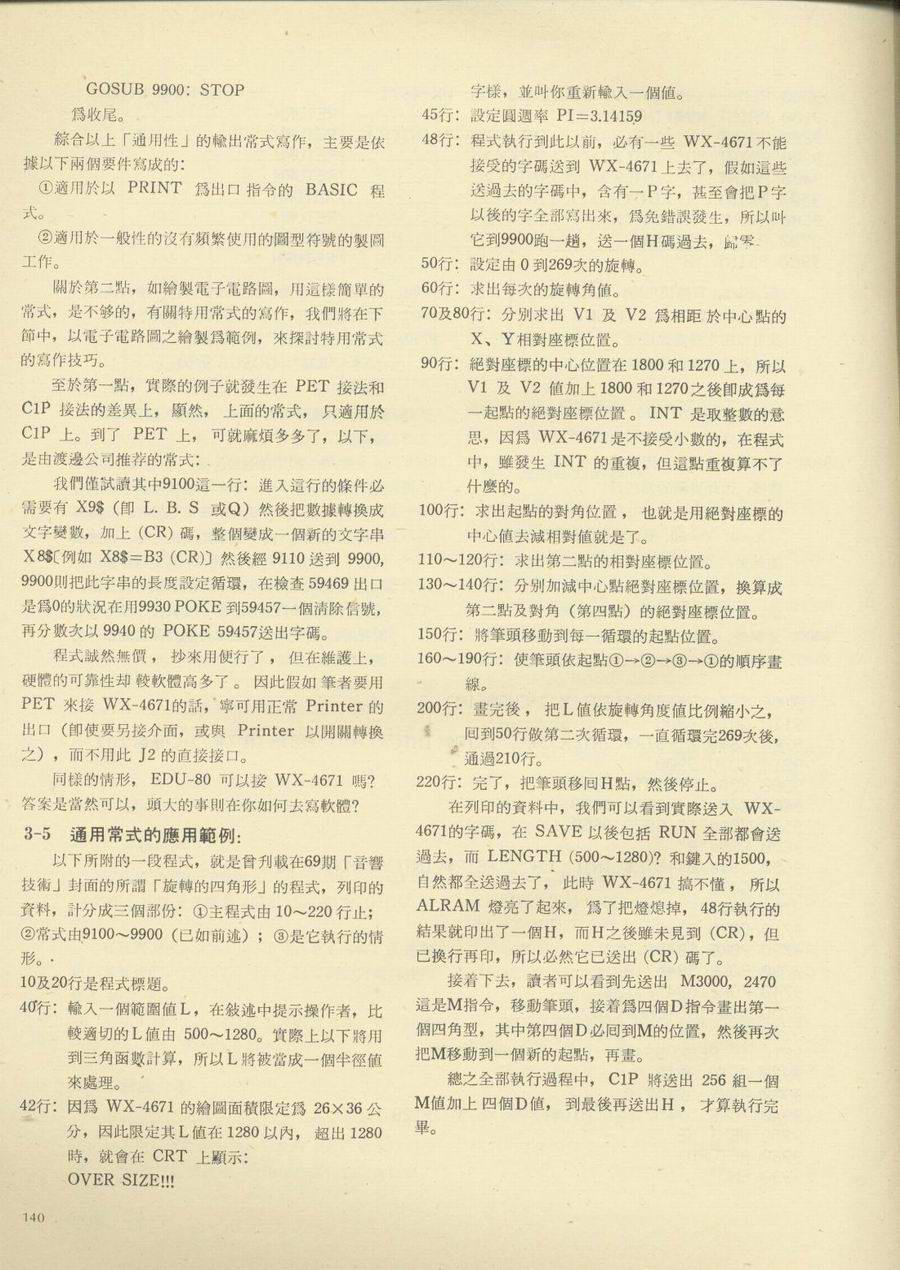 GOSUB 9900: STOP
爲收尾。
綜合以上「通用性」的輸出常式寫作，主要是依
據以下兩個要件寫成的：
①適用於以 PRINT 爲出口指令的 BASIC 程
式。
②適用於一般性的沒有頻繁使用的圖型符號的製圖
工作。
關於第二點，如繪製電子電路圖，用這樣簡單的
常式，是不够的，有關特用常式的寫作，我們將在下
節中，以電子電路圖之繪製爲範例，來探討特用常式
的寫作技巧。
至於第一點，實際的例子就發生在 PET 接法和
C1P 接法的差異上，顯然，上面的常式，只適用於
C1P 上。到了 PET 上，可就麻煩多多了，以下，
是由渡邊公司推荐的常式：
我們僅試讀其中9100這一行：進入這行的條件必
需要有 X9$（即 L. B. S 或Q）然後把數據轉換成
文字變數，加上 (CR) 碼，整個變成一個新的文字串
X8$〔例如 X8$=B3 (CR)〕然後經 9110 送到 9900,
9900則把此字串的長度設定循環，在檢查 59469 出口
是爲0的狀況在用9930 POKE 到59457一個清除信號，
再分數次以 9940 的 POKE 59457送出字碼。
程式誠然無價，抄來用便行了，但在維護上，
硬體的可靠性却較軟體高多了。因此假如筆者要用
PET 來接 WX-4671的話，寧可用正常 Printer 的
出口（即使要另接介面，或與 Printer 以開關轉換
之），而不用此 J2 的直接接口。
同樣的情形，EDU-80 可以接 WX-4671 嗎？
答案是當然可以，頭大的事則在你如何去寫軟體？
3-5 通用常式的應用範例：
以下所附的一段程式，就是曾刋載在69期「音響
技術」封面的所謂「旋轉的四角形」的程式，列印的
資料，計分成三個部份：①主程式由 10～220 行止；
②常式由9100～9900（已如前述）；③是它執行的情
形。
10及20行是程式標題。
40行：輸入一個範圍值L，在敍述中提示操作者，比
較適切的L值由 500～1280。實際上以下將用
到三角函數計算，所以L將被當成一個半徑值
來處理。
42行：因爲 WX-4671 的繪圖面積限定爲 26×36 公
分，因此限定其L值在 1280 以內，超出 1280
時，就會在 CRT 上顯示：
OVER SIZE!!!
140
字樣，並叫你重新輸入一個值。
45行：設定圓週率 PI=3.14159
48行：程式執行到此以前，必有一些 WX-4671 不能
接受的字碼送到 WX-4671 上去了，假如這些
送過去的字碼中，含有一P字，甚至會把P字
以後的字全部寫出來，爲免錯誤發生，所以叫
它到9900跑一趟，送一個H碼過去，歸零。
50行：設定由 0 到269次的旋轉。
60行：求出每次的旋轉角值。
70及80行：分別求出 V1 及 V2 爲相距於中心點的
X、Y相對座標位置。
90行：絕對座標的中心位置在 1800 和 1270 上，所以
V1 及 V2 值加上 1800 和 1270 之後卽成爲每
一起點的絕對座標位置。INT 是取整數的意
思，因爲 WX-4671 是不接受小數的，在程式
中，雖發生 INT 的重複，但這點重複算不了
什麼的。
100行：求出起點的對角位置，也就是用絕對座標的
中心值去減相對值就是了。
110～120行：求出第二點的相對座標位置。
130～140行：分別加減中心點絕對座標位置，換算成
第二點及對角（第四點）的絕對座標位置。
150行：將筆頭移動到每一循環的起點位置。
160～190行：使筆頭依起點①→②→③→①的順序畫
線。
200行：畫完後，把L值依旋轉角度值比例縮小之，
回到50行做第二次循環，一直循環完269次後，
通過210行。
220行：完了，把筆頭移回H點，然後停止。
在列印的資料中，我們可以看到實際送入 WX-
4671的字碼，在 SAVE 以後包括 RUN 全部都會送
過去，而 LENGTH (500～1280)? 和鍵入的1500,
自然都全送過去了，此時 WX-4671 搞不懂，所以
ALRAM 燈亮了起來，爲了把燈熄掉，48行執行的
結果就印出了一個H，而H之後雖未見到 (CR)，但
已換行再印，所以必然它已送出 (CR) 碼了。
接着下去，讀者可以看到先送出 M3000, 2470
這是M指令，移動筆頭，接着爲四個D指令畫出第一
個四角型，其中第四個D必回到M的位置，然後再次
把M移動到一個新的起點，再畫。
總之全部執行過程中，C1P 將送出 256 組一個
M值加上四個D值，到最後再送出H，才算執行完
畢。